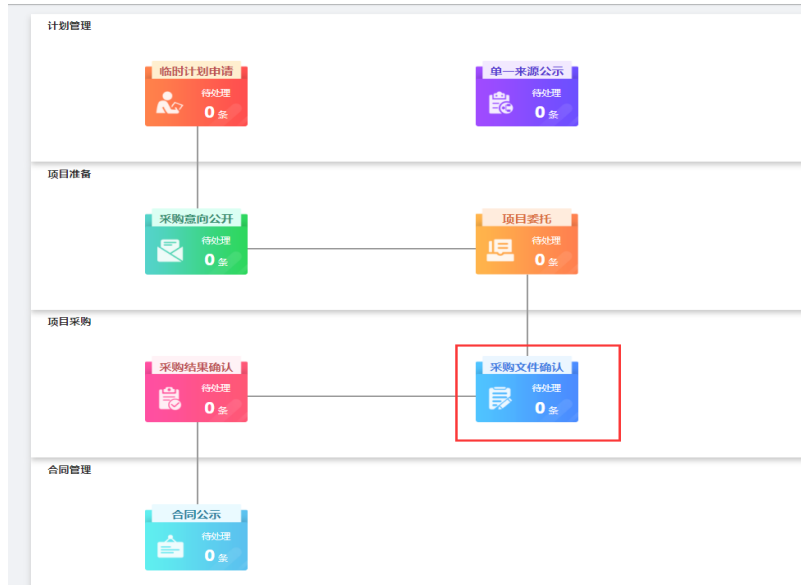 计划管理
临时计划申请
待处理
0 条
单一来源公示
待处理
0 条
项目准备
采购意向公开
待处理
0 条
项目委托
待处理
0 条
项目采购
采购结果确认
待处理
0 条
采购文件确认
待处理
0 条
合同管理
合同公示
待处理
0 条